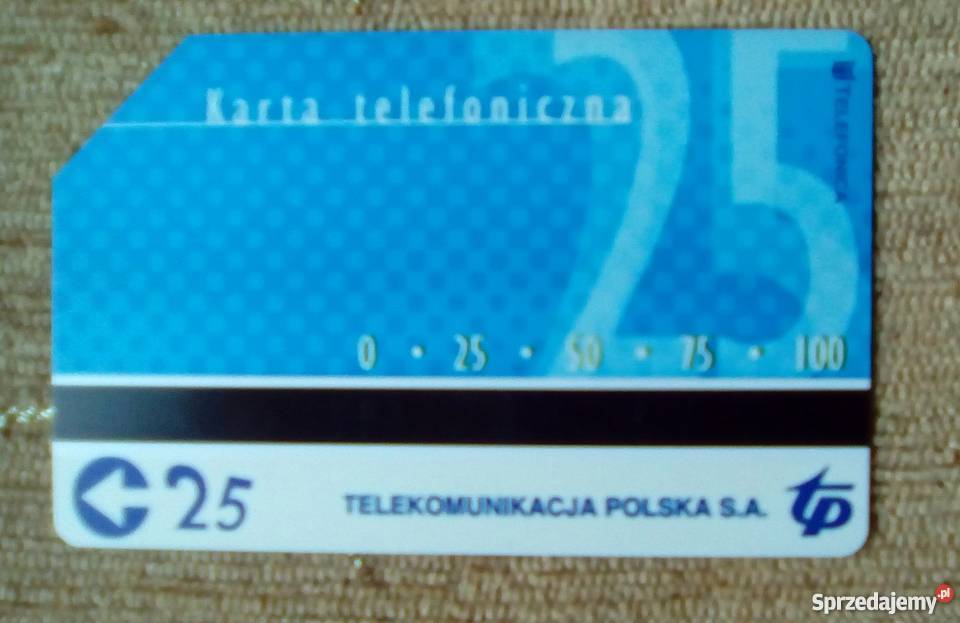 25
Karta telefoniczna
TELEFONICA
0 • 25 • 50 • 75 • 100
25
TELEKOMUNIKACJA POLSKA S.A.
tp
Sprzedajemy.pl